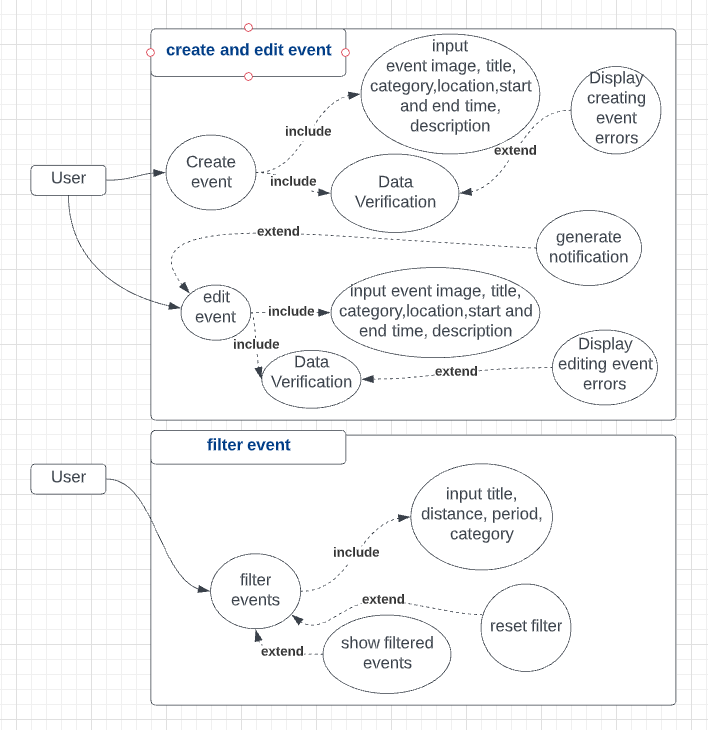 create and edit event
input
event image, title,
category,location,start
and end time,
description
Display
creating
event
errors
include
extend
Create
event
User
include
Data
Verification
extend
generate
notification
edit
event
include
input event image, title,
category,location,start and
end time, description
include
Data
Verification
extend
Display
editing event
errors
filter event
User
input title,
distance, period,
category
include
filter
events
extend
reset filter
extend
show filtered
events